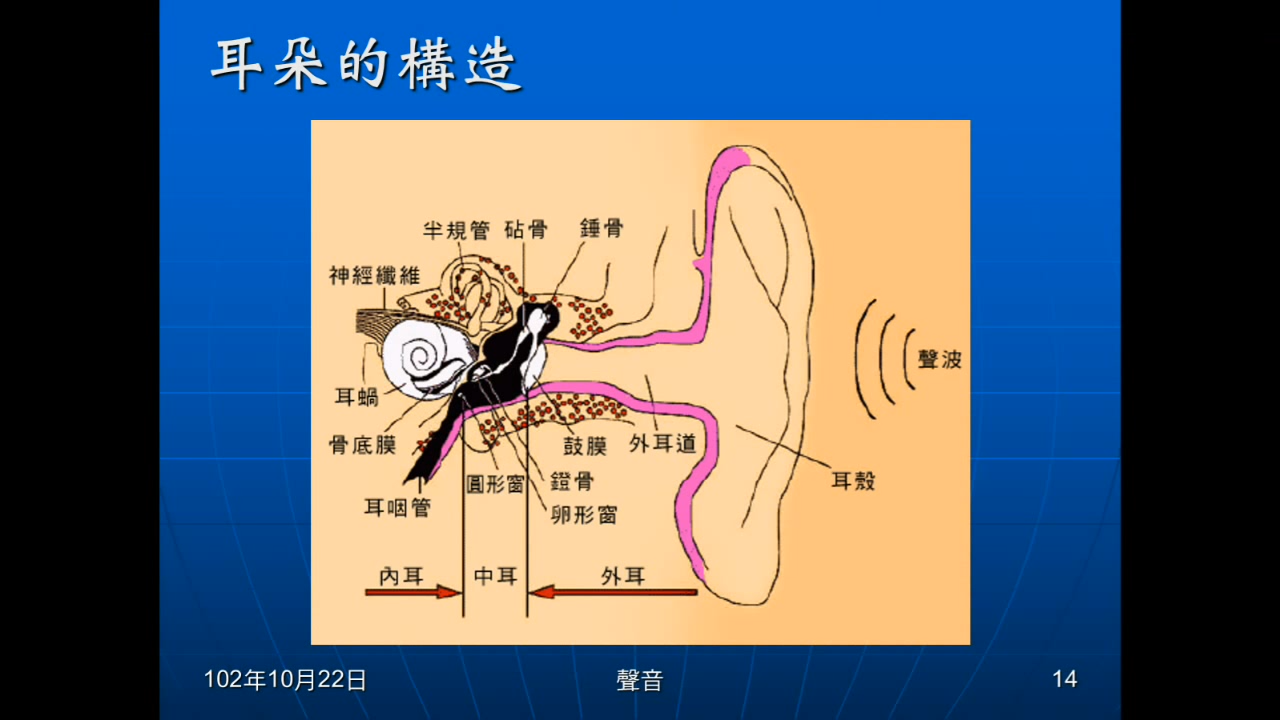 耳朵的構造
半規管
砧骨
錘骨
神經纖維
聲波
耳蝸
骨底膜
鼓膜
外耳道
耳殼
圓形窗
鐙骨
耳咽管
卵形窗
內耳
中耳
外耳
102年10月22日
聲音
14